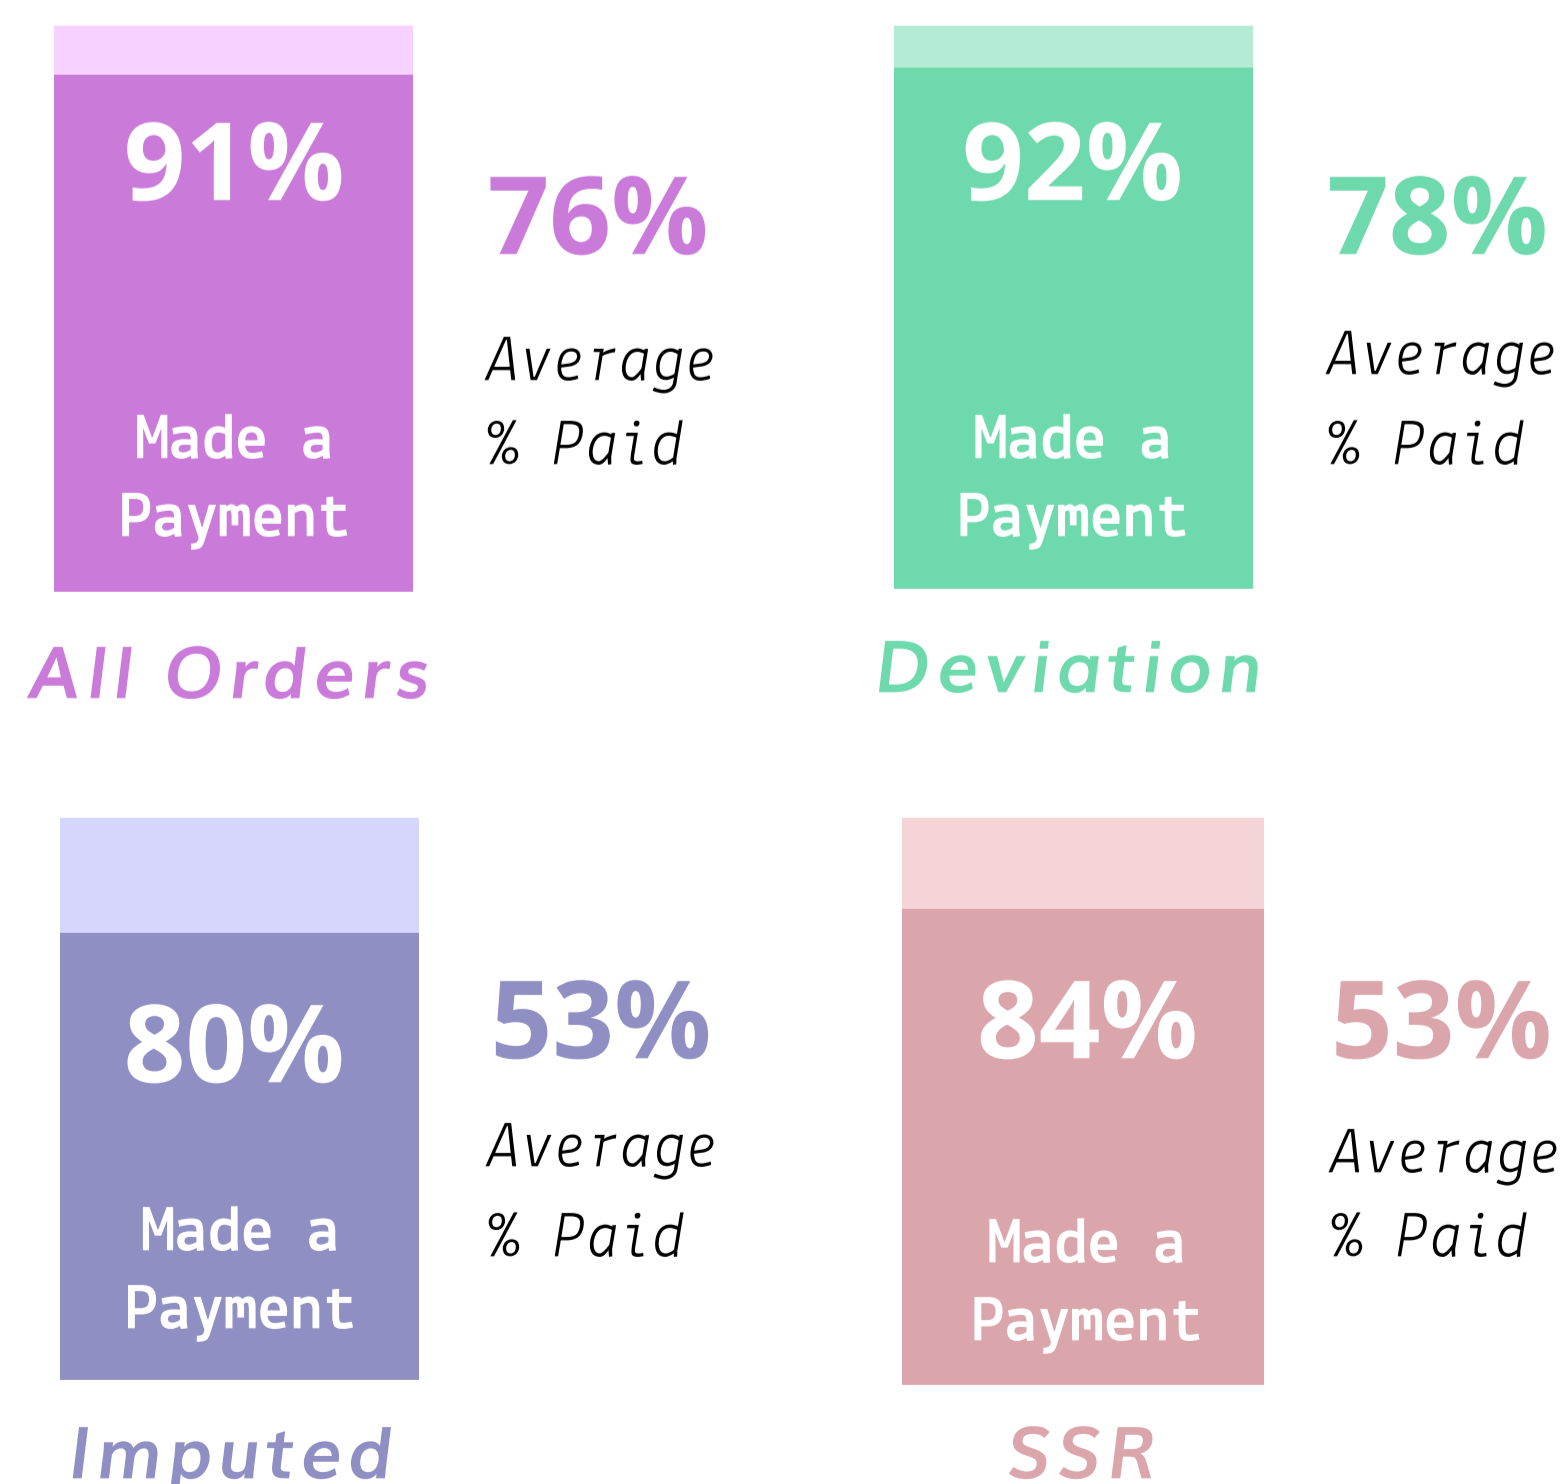 91%
Made a
Payment
76%
Average
% Paid
All Orders
92%
Made a
Payment
78%
Average
% Paid
Deviation
80%
Made a
Payment
53%
Average
% Paid
Imputed
84%
Made a
Payment
53%
Average
% Paid
SSR